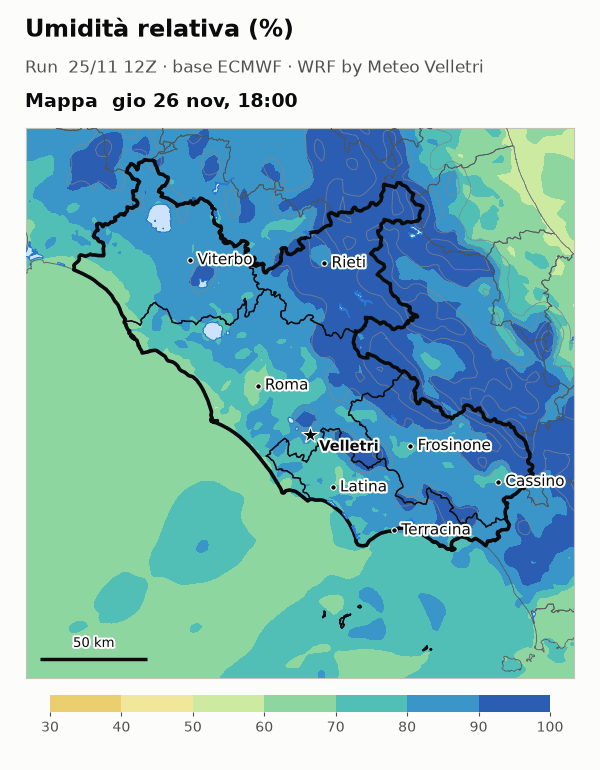 Umidità relativa (%)
Run  25/11 12Z · base ECMWF · WRF by Meteo Velletri
Mappa  gio 26 nov, 18:00
Viterbo
Rieti
Roma
Velletri
Frosinone
Cassino
Latina
Terracina
50 km
30 40 50 60 70 80 90 100